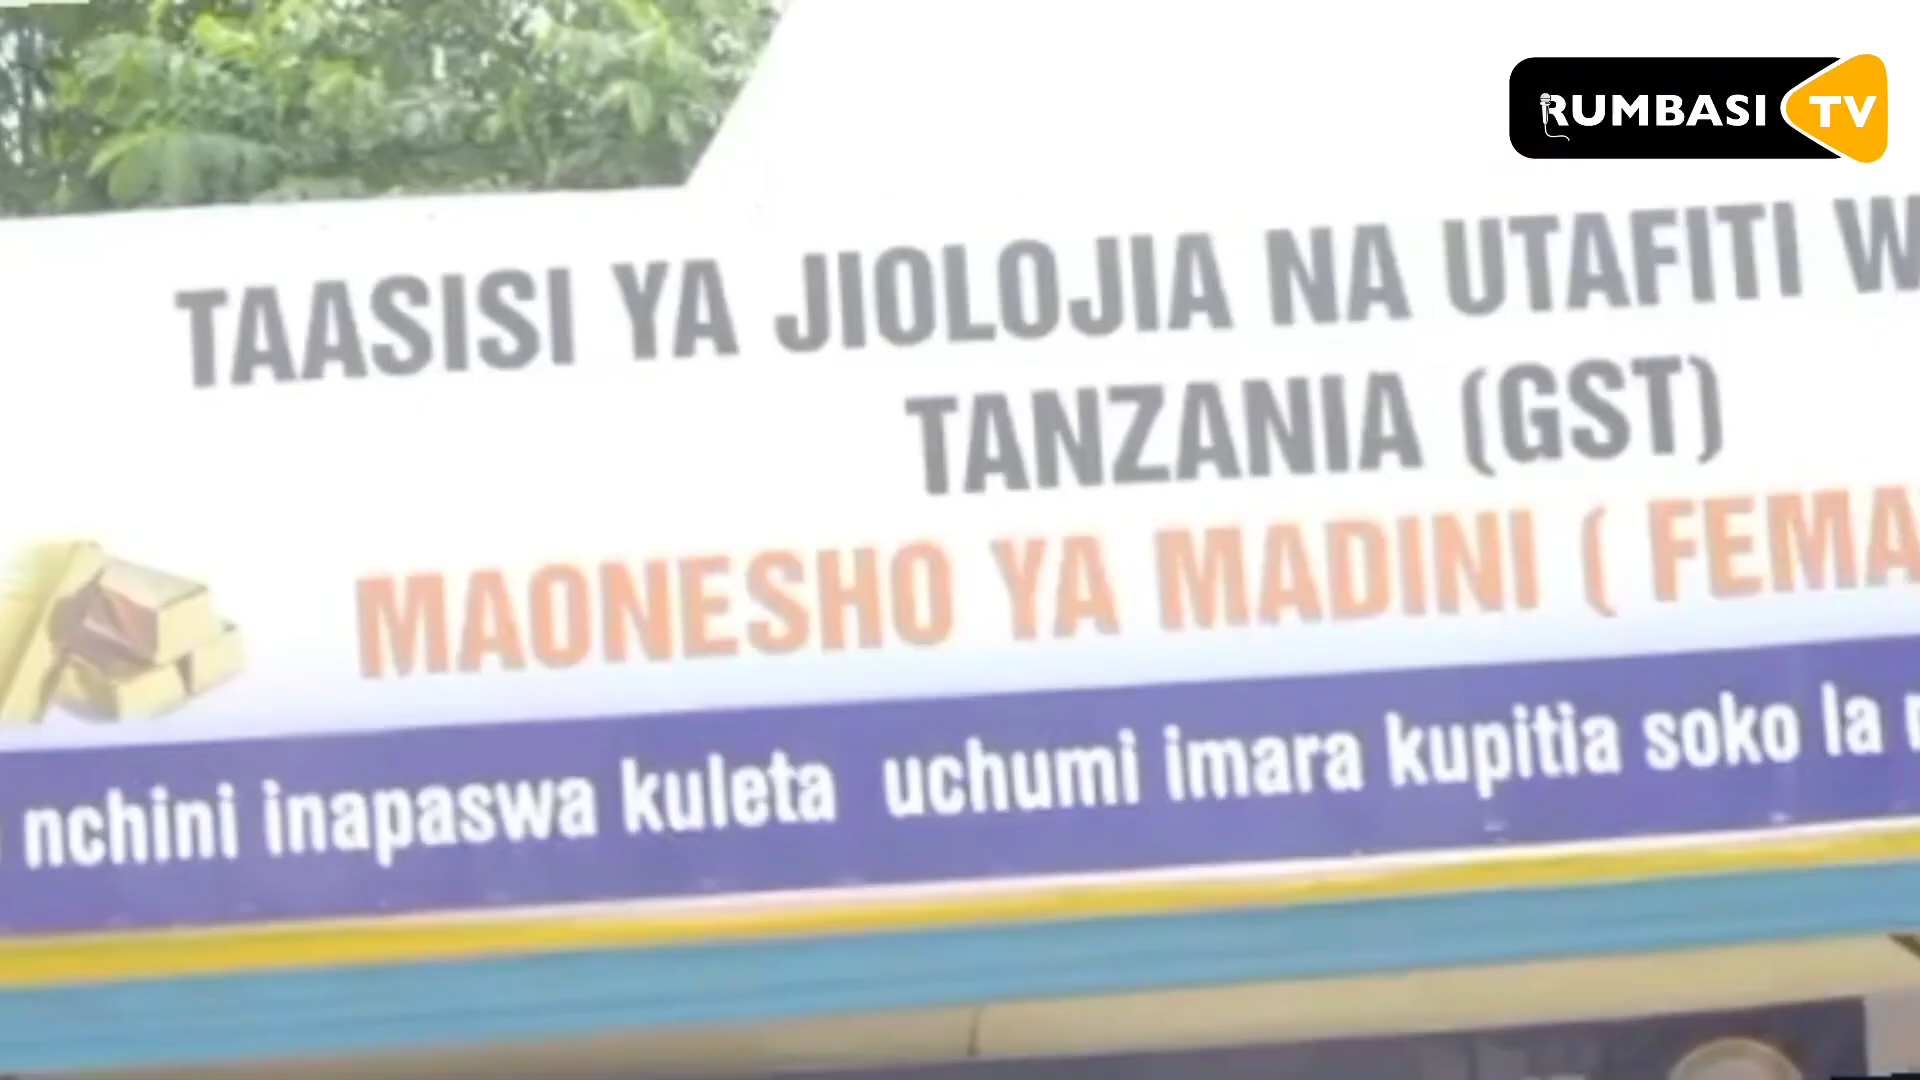 RUMBASI TV
TAASISI YA JIOLOJIA NA UTAFITI W
TANZANIA (GST)
MAONESHO YA MADINI ( FEMA
nchini inapaswa kuleta uchumi imara kupitia soko la